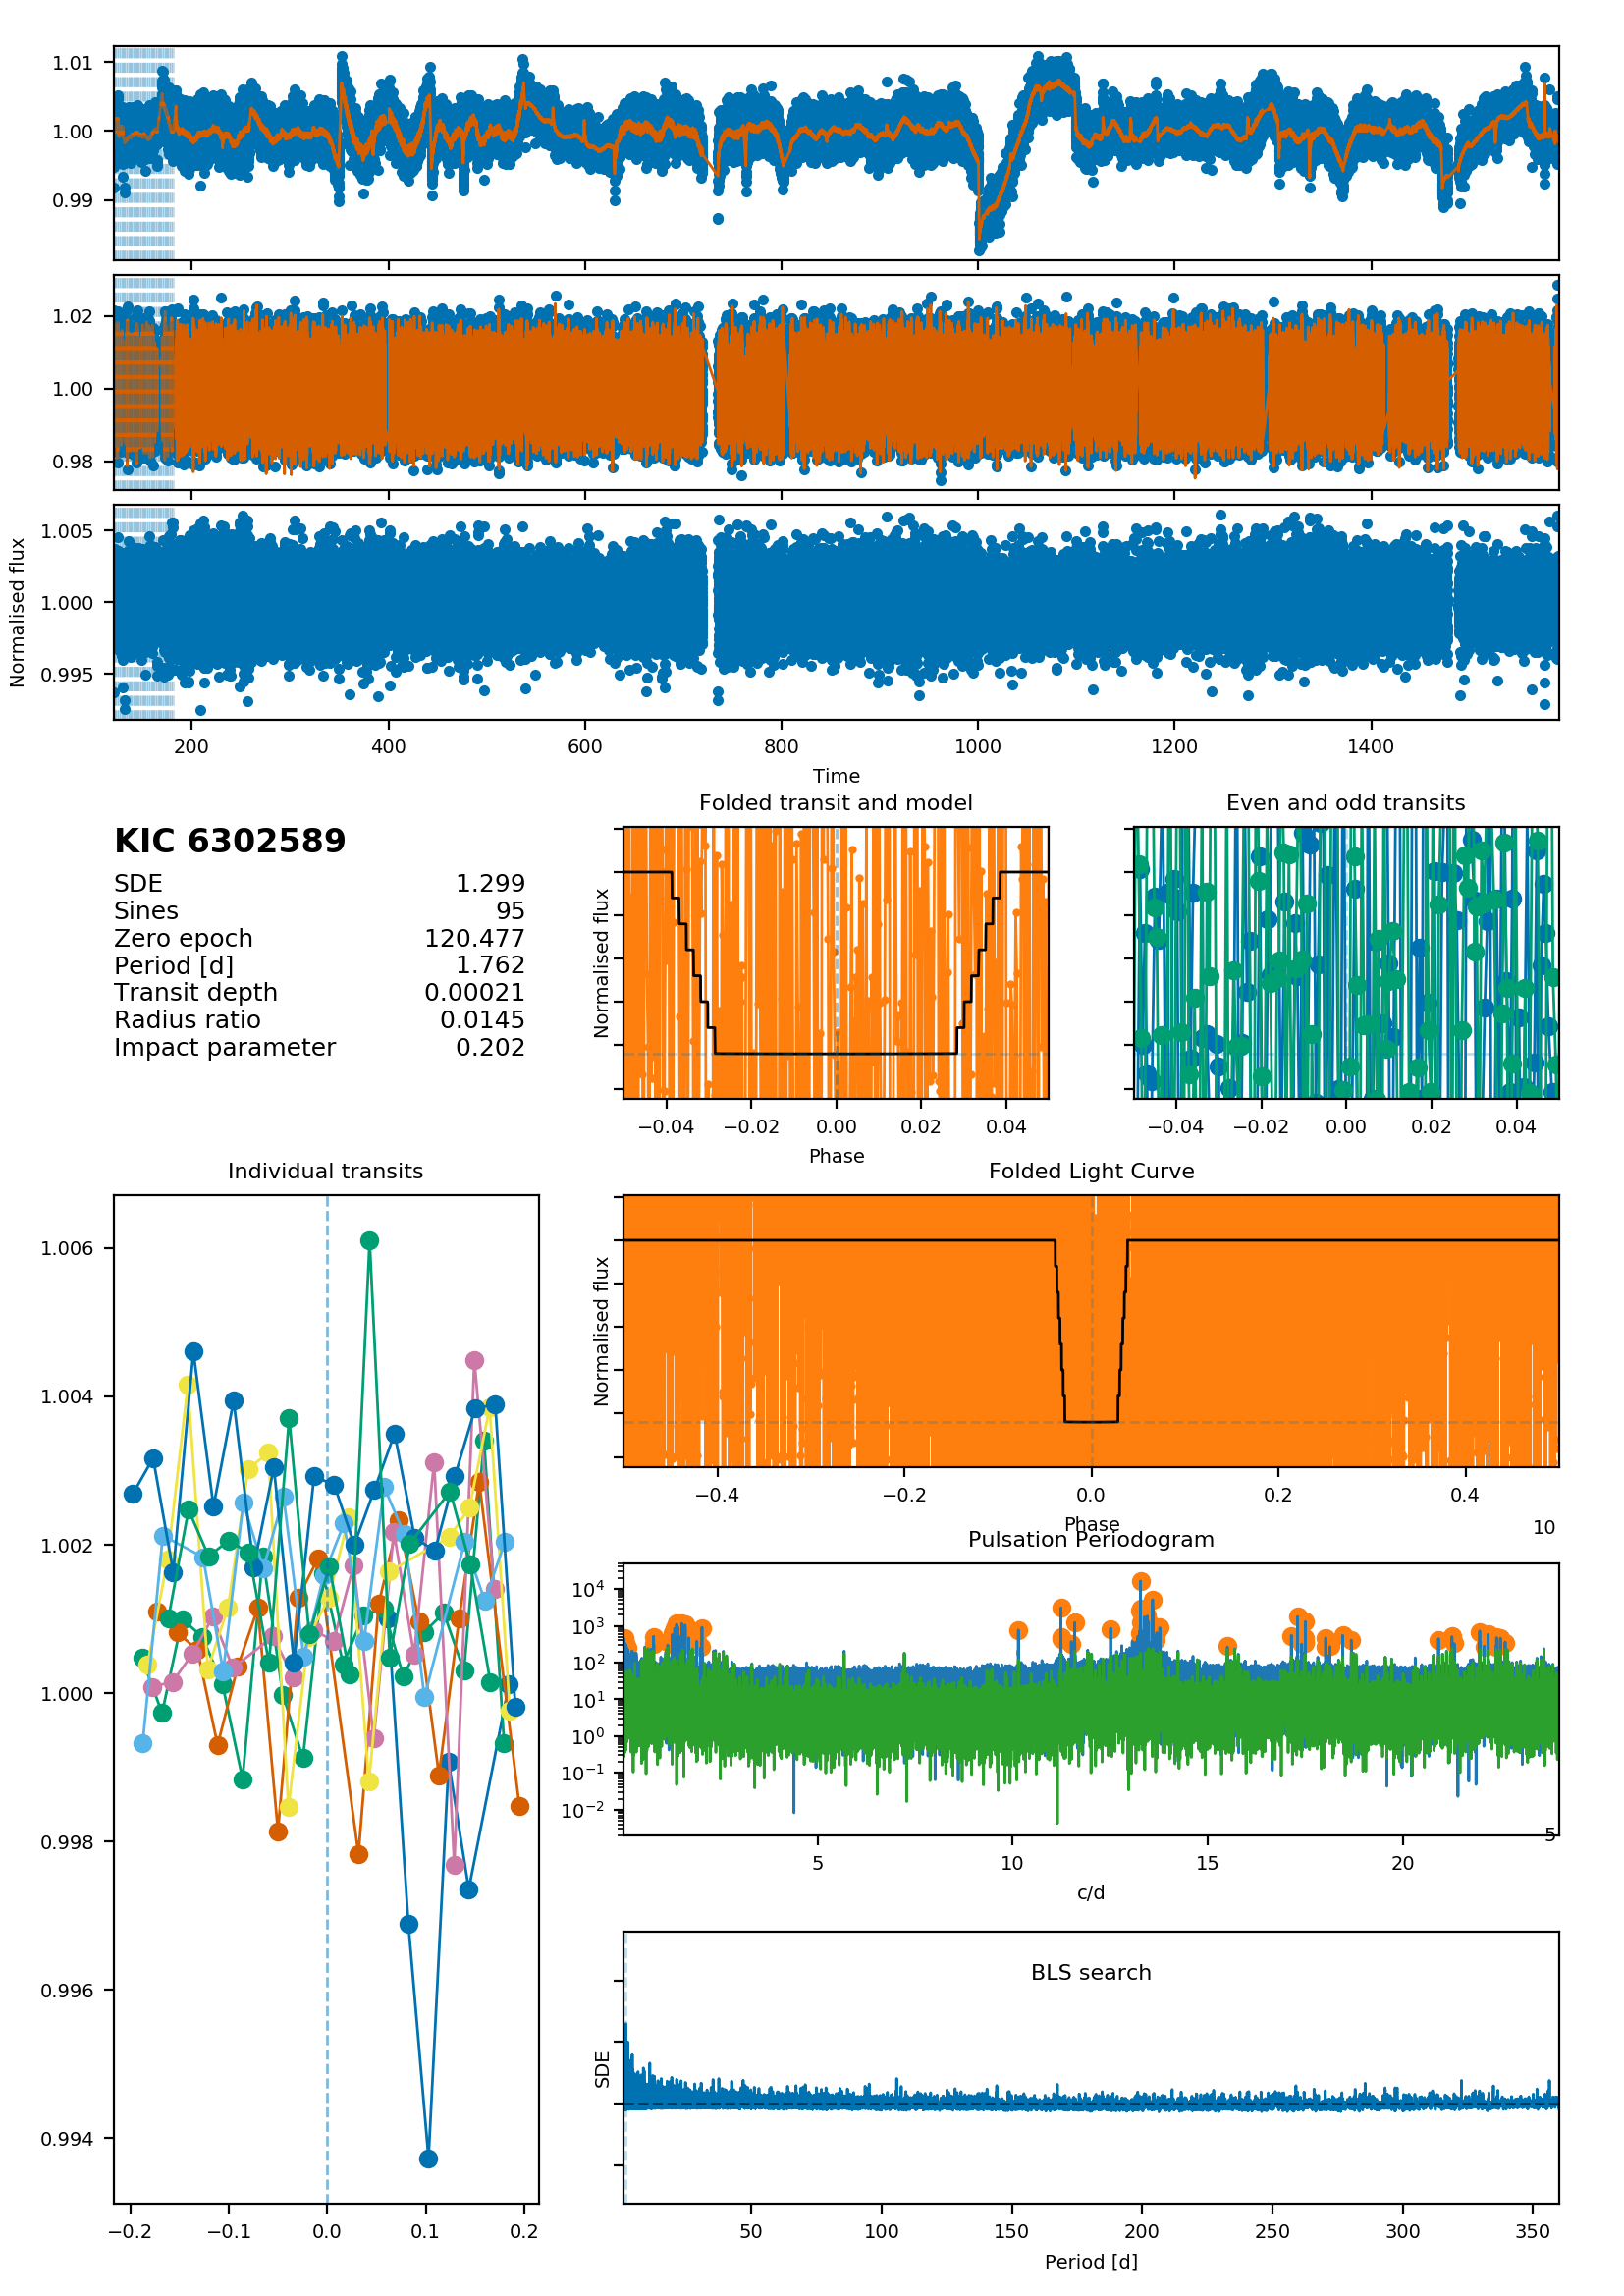 1.01
1.00
0.99
1.02
1.00
0.98
Normalised flux
1.005
1.000
0.995
200 400 600 800 1000 1200 1400
Time
KIC 6302589
SDE 1.299
Sines 95
Zero epoch 120.477
Period [d] 1.762
Transit depth 0.00021
Radius ratio 0.0145
Impact parameter 0.202
Folded transit and model
Normalised flux
−0.04 −0.02 0.00 0.02 0.04
Phase
Even and odd transits
−0.04 −0.02 0.00 0.02 0.04
Individual transits
1.006
1.004
1.002
1.000
0.998
0.996
0.994
−0.2 −0.1 0.0 0.1 0.2
Folded Light Curve
Normalised flux
−0.4 −0.2 0.0 0.2 0.4
Phase
10
Pulsation Periodogram
10⁴
10³
10²
10¹
10⁰
10⁻¹
10⁻²
5
5 10 15 20
c/d
BLS search
SDE
50 100 150 200 250 300 350
Period [d]